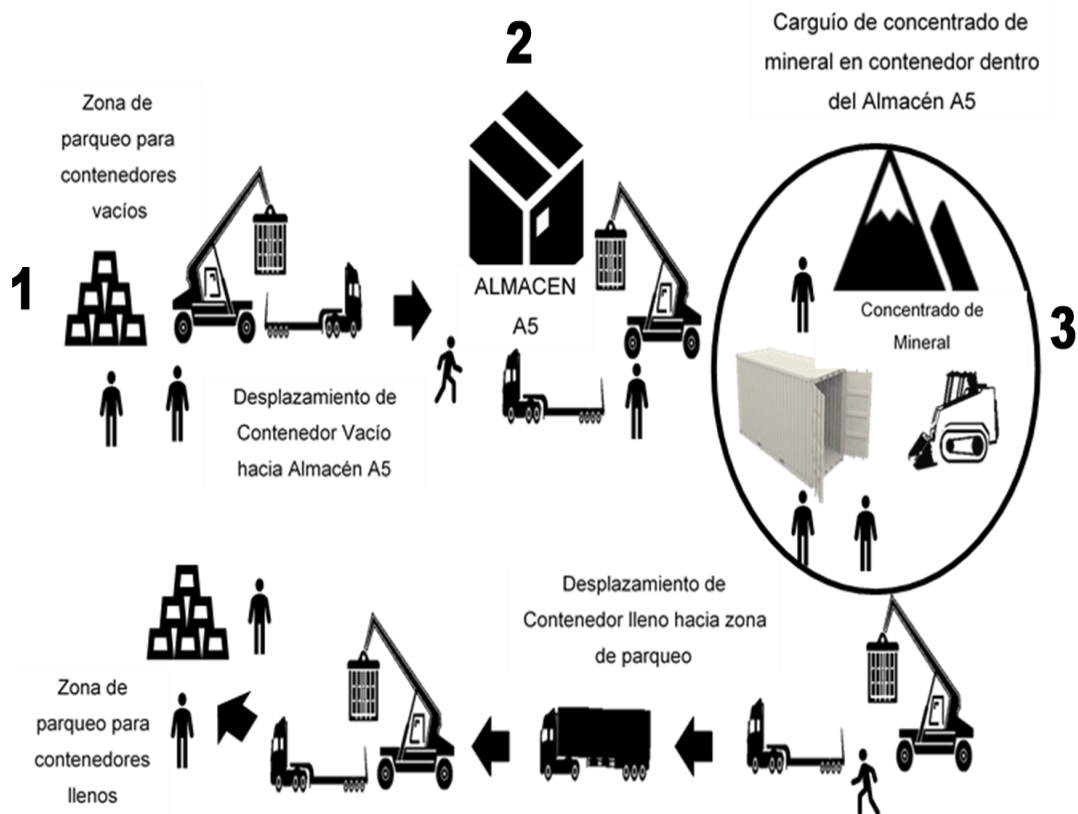 1
Zona de
parqueo para
contenedores
vacíos
Desplazamiento de
Contenedor Vacío
hacia Almacén A5
2
ALMACEN
A5
Carguío de concentrado de
mineral en contenedor dentro
del Almacén A5
Concentrado de
Mineral
3
Desplazamiento de
Contenedor lleno hacia zona
de parqueo
Zona de
parqueo para
contenedores
llenos